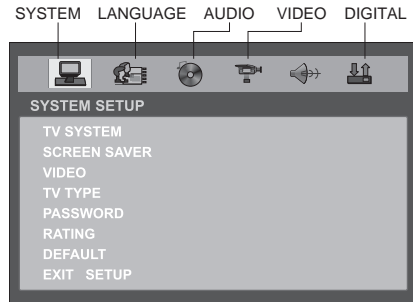 SYSTEM LANGUAGE AUDIO VIDEO DIGITAL
SYSTEM SETUP
TV SYSTEM
SCREEN SAVER
VIDEO
TV TYPE
PASSWORD
RATING
DEFAULT
EXIT SETUP